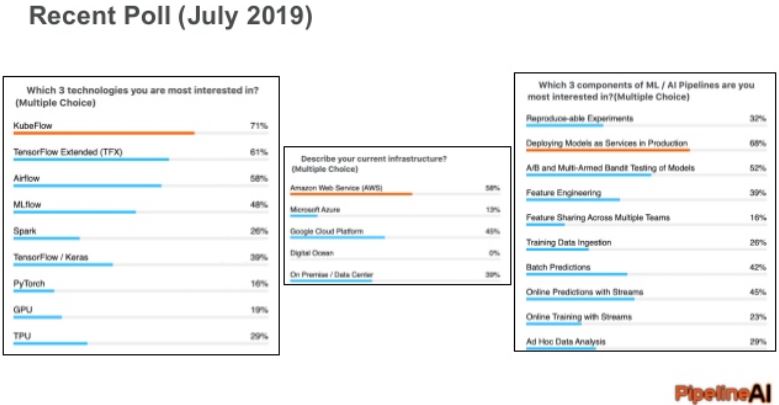 Recent Poll (July 2019)
Which 3 technologies you are most interested in?
(Multiple Choice)
KubeFlow 71%
TensorFlow Extended (TFX) 61%
Airflow 58%
MLflow 48%
Spark 26%
TensorFlow / Keras 39%
PyTorch 16%
GPU 19%
TPU 29%
Describe your current infrastructure?
(Multiple Choice)
Amazon Web Service (AWS) 58%
Microsoft Azure 13%
Google Cloud Platform 45%
Digital Ocean 0%
On Premise / Data Center 39%
Which 3 components of ML / AI Pipelines are you
most interested in?(Multiple Choice)
Reproduce-able Experiments 32%
Deploying Models as Services in Production 68%
A/B and Multi-Armed Bandit Testing of Models 52%
Feature Engineering 39%
Feature Sharing Across Multiple Teams 16%
Training Data Ingestion 26%
Batch Predictions 42%
Online Predictions with Streams 45%
Online Training with Streams 23%
Ad Hoc Data Analysis 29%
PipelineAI